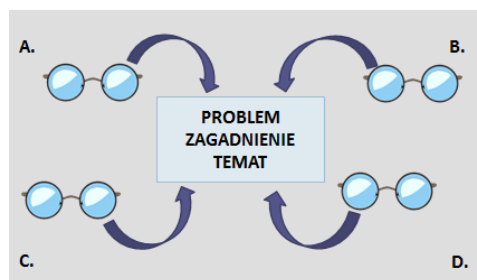 A.
B.
PROBLEM
ZAGADNIENIE
TEMAT
C.
D.